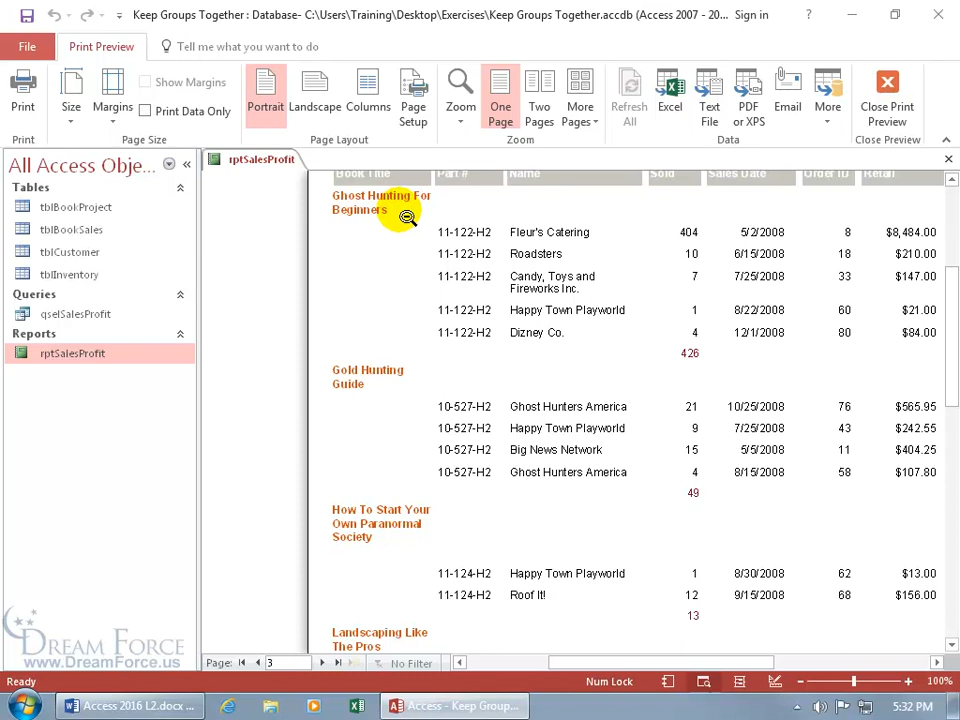 Keep Groups Together : Database- C:\Users\Training\Desktop\Exercises\Keep Groups Together.accdb (Access 2007 - 20... Sign in ?
File Print Preview Tell me what you want to do
Show Margins
Print Data Only
Print Size Margins Portrait Landscape Columns Page Setup Zoom One Page Two Pages More Pages Refresh All Excel Text File PDF or XPS Email More Close Print Preview
Print Page Size Page Layout Zoom Data Close Preview
All Access Obje...
Tables
tblBookProject
tblBookSales
tblCustomer
tblInventory
Queries
qselSalesProfit
Reports
rptSalesProfit
rptSalesProfit
Book Title Part # Name Sold Sales Date Order ID Retail
Ghost Hunting For
Beginners
11-122-H2 Fleur's Catering 404 5/2/2008 8 $8,484.00
11-122-H2 Roadsters 10 6/15/2008 18 $210.00
11-122-H2 Candy, Toys and 7 7/25/2008 33 $147.00
Fireworks Inc.
11-122-H2 Happy Town Playworld 1 8/22/2008 60 $21.00
11-122-H2 Dizney Co. 4 12/1/2008 80 $84.00
426
Gold Hunting
Guide
10-527-H2 Ghost Hunters America 21 10/25/2008 76 $565.95
10-527-H2 Happy Town Playworld 9 7/25/2008 43 $242.55
10-527-H2 Big News Network 15 5/5/2008 11 $404.25
10-527-H2 Ghost Hunters America 4 8/15/2008 58 $107.80
49
How To Start Your
Own Paranormal
Society
11-124-H2 Happy Town Playworld 1 8/30/2008 62 $13.00
11-124-H2 Roof It! 12 9/15/2008 68 $156.00
13
Landscaping Like
The Pros
DREAM FORCE
www.DreamForce.us
Page: 3 No Filter
Ready Num Lock 100%
Access 2016 L2.docx ... Access - Keep Group... 5:32 PM